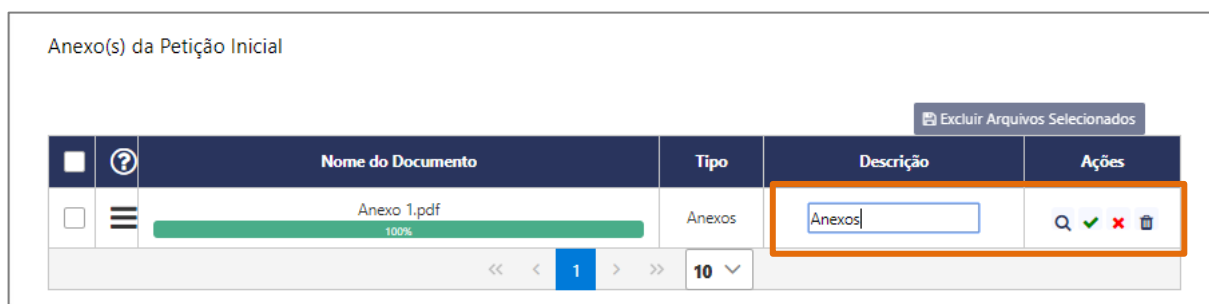 Anexo(s) da Petição Inicial
Excluir Arquivos Selecionados
Nome do Documento Tipo Descrição Ações
Anexo 1.pdf
100%
Anexos Anexos
<< < 1 > >> 10